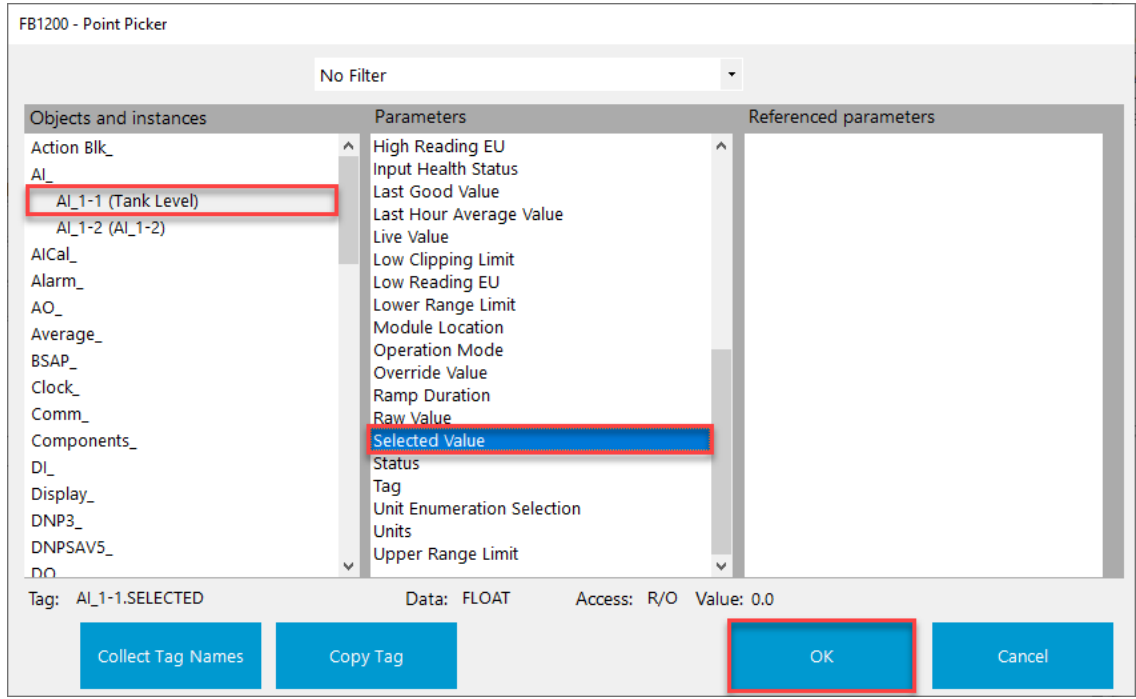 FB1200 - Point Picker
No Filter
Objects and instances
Action Blk_
AI_
AI_1-1 (Tank Level)
AI_1-2 (AI_1-2)
AICal_
Alarm_
AO_
Average_
BSAP_
Clock_
Comm_
Components_
DI_
Display_
DNP3_
DNPSAV5_
DO
Parameters
High Reading EU
Input Health Status
Last Good Value
Last Hour Average Value
Live Value
Low Clipping Limit
Low Reading EU
Lower Range Limit
Module Location
Operation Mode
Override Value
Ramp Duration
Raw Value
Selected Value
Status
Tag
Unit Enumeration Selection
Units
Upper Range Limit
Referenced parameters
Tag: AI_1-1.SELECTED Data: FLOAT Access: R/O Value: 0.0
Collect Tag Names Copy Tag OK Cancel